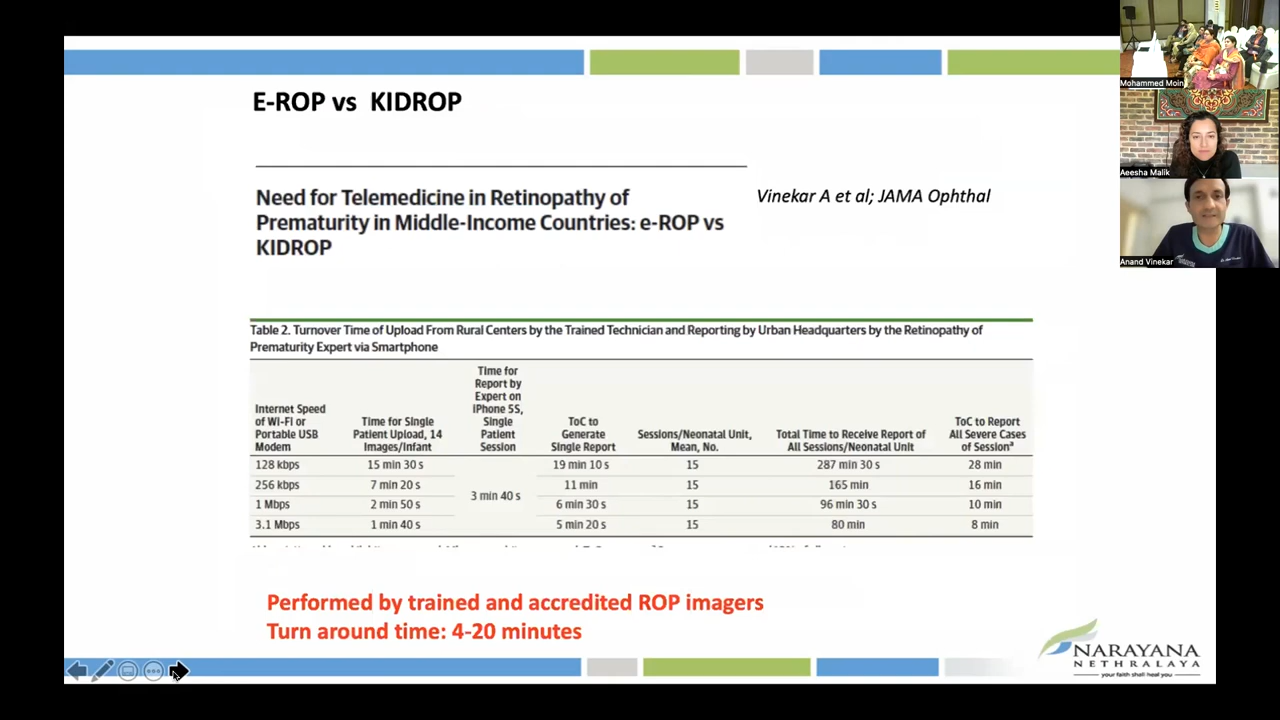 E-ROP vs KIDROP
Need for Telemedicine in Retinopathy of
Prematurity in Middle-Income Countries: e-ROP vs
KIDROP
Vinekar A et al; JAMA Ophthal
Table 2. Turnover Time of Upload From Rural Centers by the Trained Technician and Reporting by Urban Headquarters by the Retinopathy of
Prematurity Expert via Smartphone
Internet Speed
of Wi-Fi or
Portable USB
Modem
Time for Single
Patient Upload, 14
Images/Infant
Time for
Report by
Expert on
iPhone 5S,
Single
Patient
Session
ToC to
Generate
Single Report
Sessions/Neonatal Unit,
Mean, No.
Total Time to Receive Report of
All Sessions/Neonatal Unit
ToC to Report
All Severe Cases
of Session^a
128 kbps 15 min 30 s 19 min 10 s 15 287 min 30 s 28 min
256 kbps 7 min 20 s 11 min 15 165 min 16 min
3 min 40 s
1 Mbps 2 min 50 s 6 min 30 s 15 96 min 30 s 10 min
3.1 Mbps 1 min 40 s 5 min 20 s 15 80 min 8 min
Performed by trained and accredited ROP imagers
Turn around time: 4-20 minutes
NARAYANA
NETHRALAYA
your faith shall heal you
Mohammed Moin
Aeesha Malik
Anand Vinekar